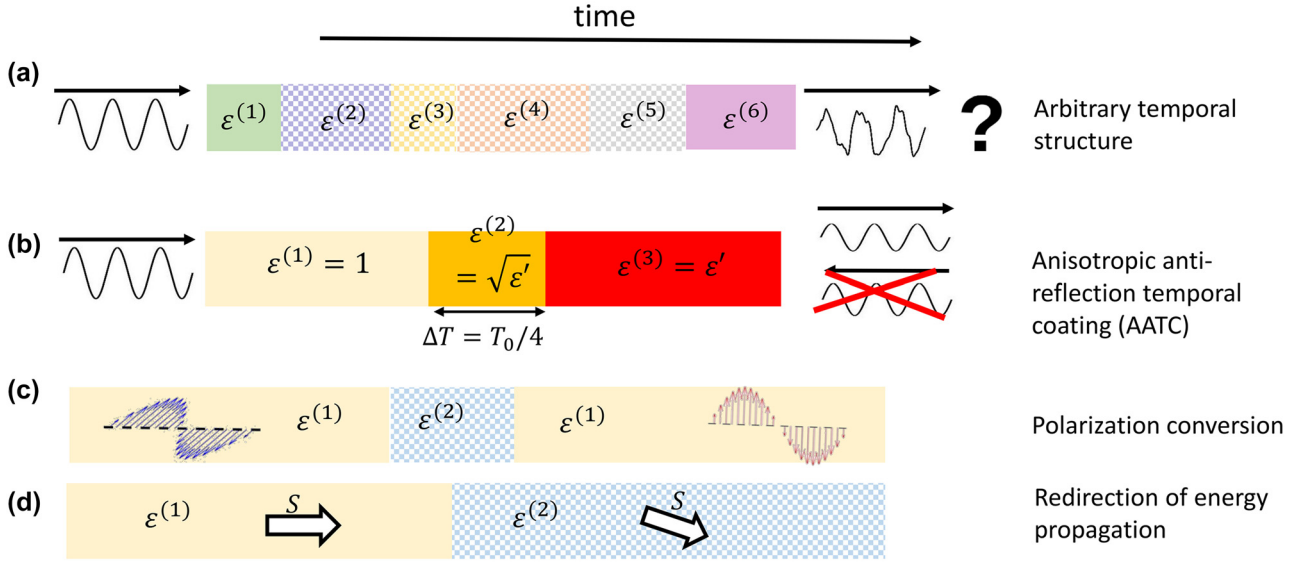 time
(a)
ε^(1) ε^(2) ε^(3) ε^(4) ε^(5) ε^(6)
?
Arbitrary temporal
structure
(b)
ε^(1) = 1
ε^(2)
= √ε′
ε^(3) = ε′
ΔT = T₀/4
Anisotropic anti-
reflection temporal
coating (AATC)
(c)
ε^(1) ε^(2) ε^(1)
Polarization conversion
(d)
ε^(1) S ε^(2) S
Redirection of energy
propagation